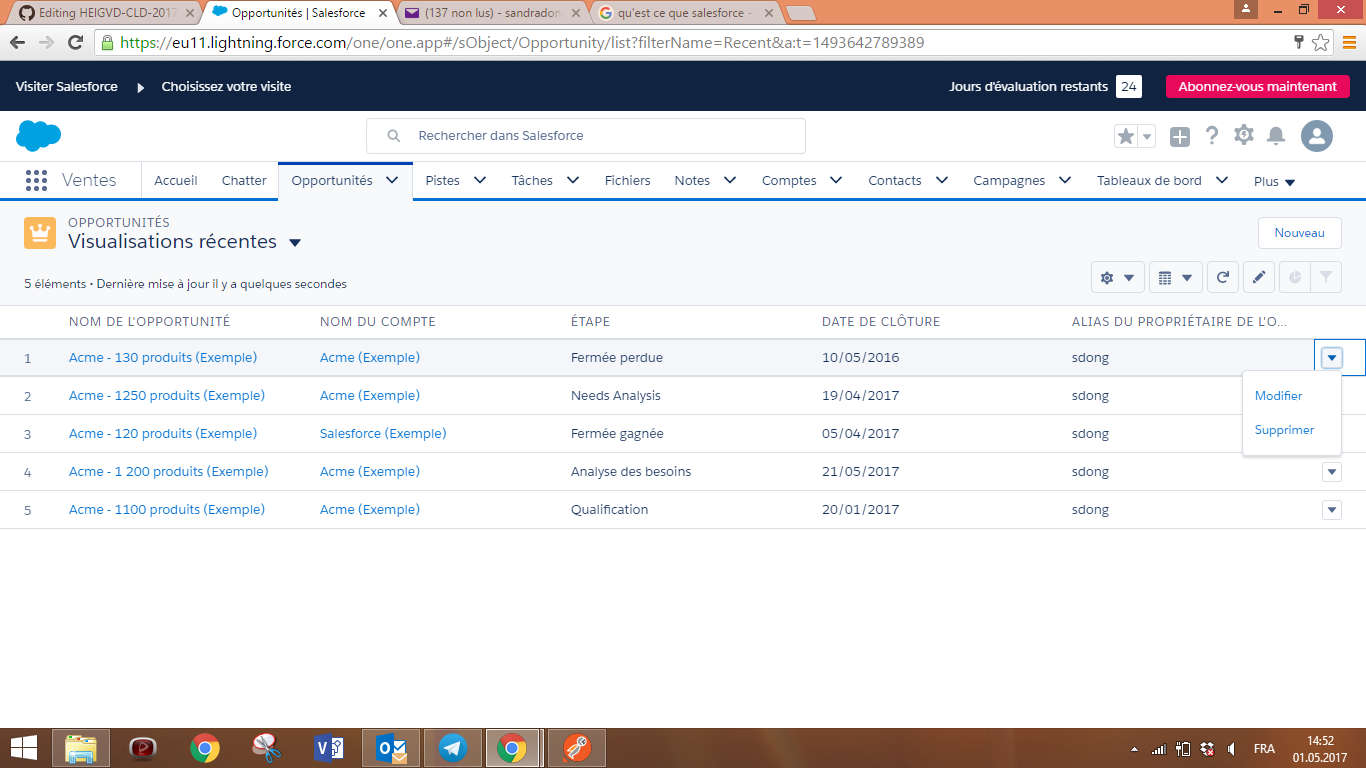 Editing HEIGVD-CLD-2017
Opportunités | Salesforce
(137 non lus) - sandradon
qu'est ce que salesforce -
https://eu11.lightning.force.com/one/one.app#/sObject/Opportunity/list?filterName=Recent&a:t=1493642789389
Visiter Salesforce Choisissez votre visite Jours d'évaluation restants 24 Abonnez-vous maintenant
Rechercher dans Salesforce
Ventes Accueil Chatter Opportunités Pistes Tâches Fichiers Notes Comptes Contacts Campagnes Tableaux de bord Plus
OPPORTUNITÉS
Visualisations récentes
Nouveau
5 éléments • Dernière mise à jour il y a quelques secondes
NOM DE L'OPPORTUNITÉ NOM DU COMPTE ÉTAPE DATE DE CLÔTURE ALIAS DU PROPRIÉTAIRE DE L'O...
1 Acme - 130 produits (Exemple) Acme (Exemple) Fermée perdue 10/05/2016 sdong
2 Acme - 1250 produits (Exemple) Acme (Exemple) Needs Analysis 19/04/2017 sdong
Modifier
3 Acme - 120 produits (Exemple) Salesforce (Exemple) Fermée gagnée 05/04/2017 sdong
Supprimer
4 Acme - 1 200 produits (Exemple) Acme (Exemple) Analyse des besoins 21/05/2017 sdong
5 Acme - 1100 produits (Exemple) Acme (Exemple) Qualification 20/01/2017 sdong
FRA
14:52
01.05.2017